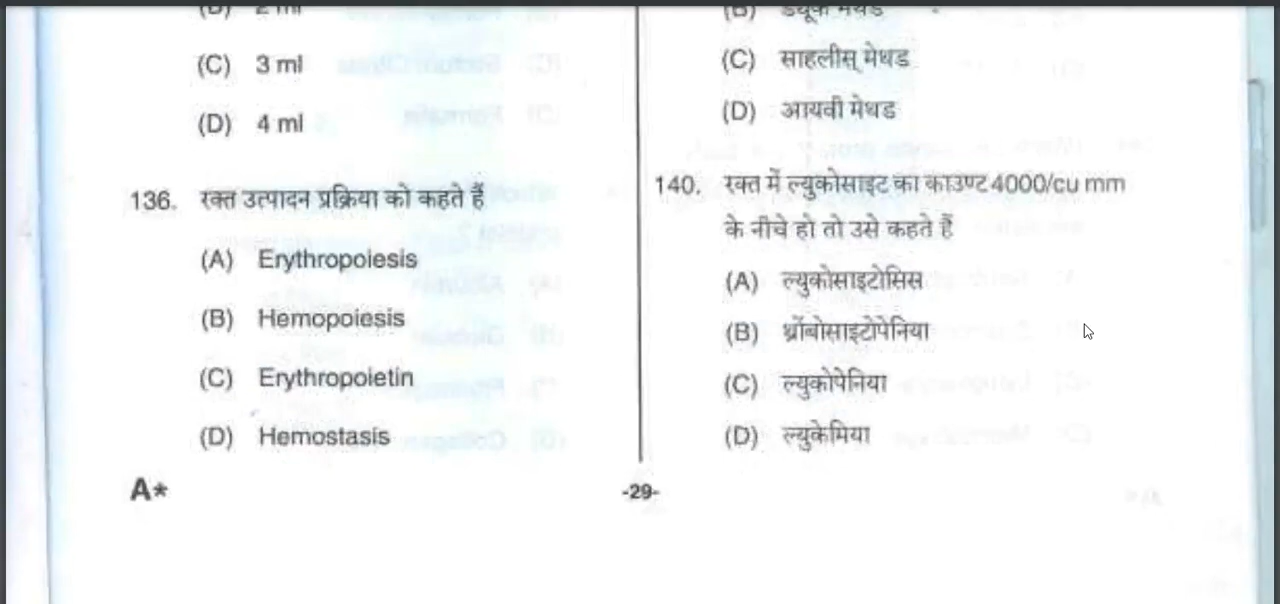 (C) 3 ml
(D) 4 ml
136. रक्त उत्पादन प्रक्रिया को कहते हैं
(A) Erythropoiesis
(B) Hemopoiesis
(C) Erythropoietin
(D) Hemostasis
(C) साहलीस् मेथड
(D) आयवी मेथड
140. रक्त में ल्युकोसाइट का काउण्ट 4000/cu mm
के नीचे हो तो उसे कहते हैं
(A) ल्युकोसाइटोसिस
(B) थ्रोंबोसाइटोपेनिया
(C) ल्युकोपेनिया
(D) ल्युकेमिया
A*
-29-